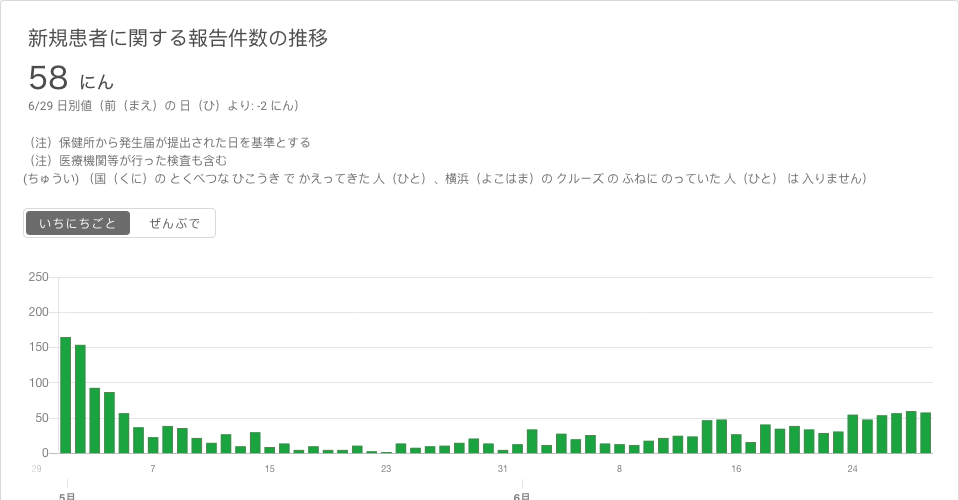 新規患者に関する報告件数の推移
58 にん
6/29 日別値（前（まえ）の 日（ひ）より: -2 にん）
（注）保健所から発生届が提出された日を基準とする
（注）医療機関等が行った検査も含む
(ちゅうい) （国（くに）の とくべつな ひこうき で かえってきた 人（ひと）、横浜（よこはま）の クルーズ の ふねに のっていた 人（ひと） は 入りません）
いちにちごと ぜんぶで
250
200
150
100
50
0
29 7 15 23 31 8 16 24
5月 6月